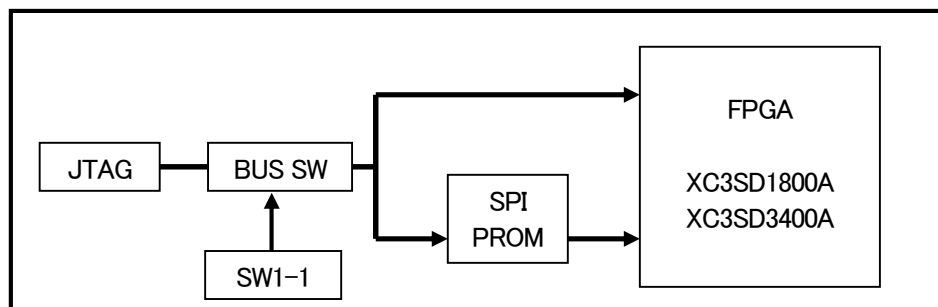 FPGA
JTAG
BUS SW
XC3SD1800A
SPI
PROM
XC3SD3400A
SW1-1